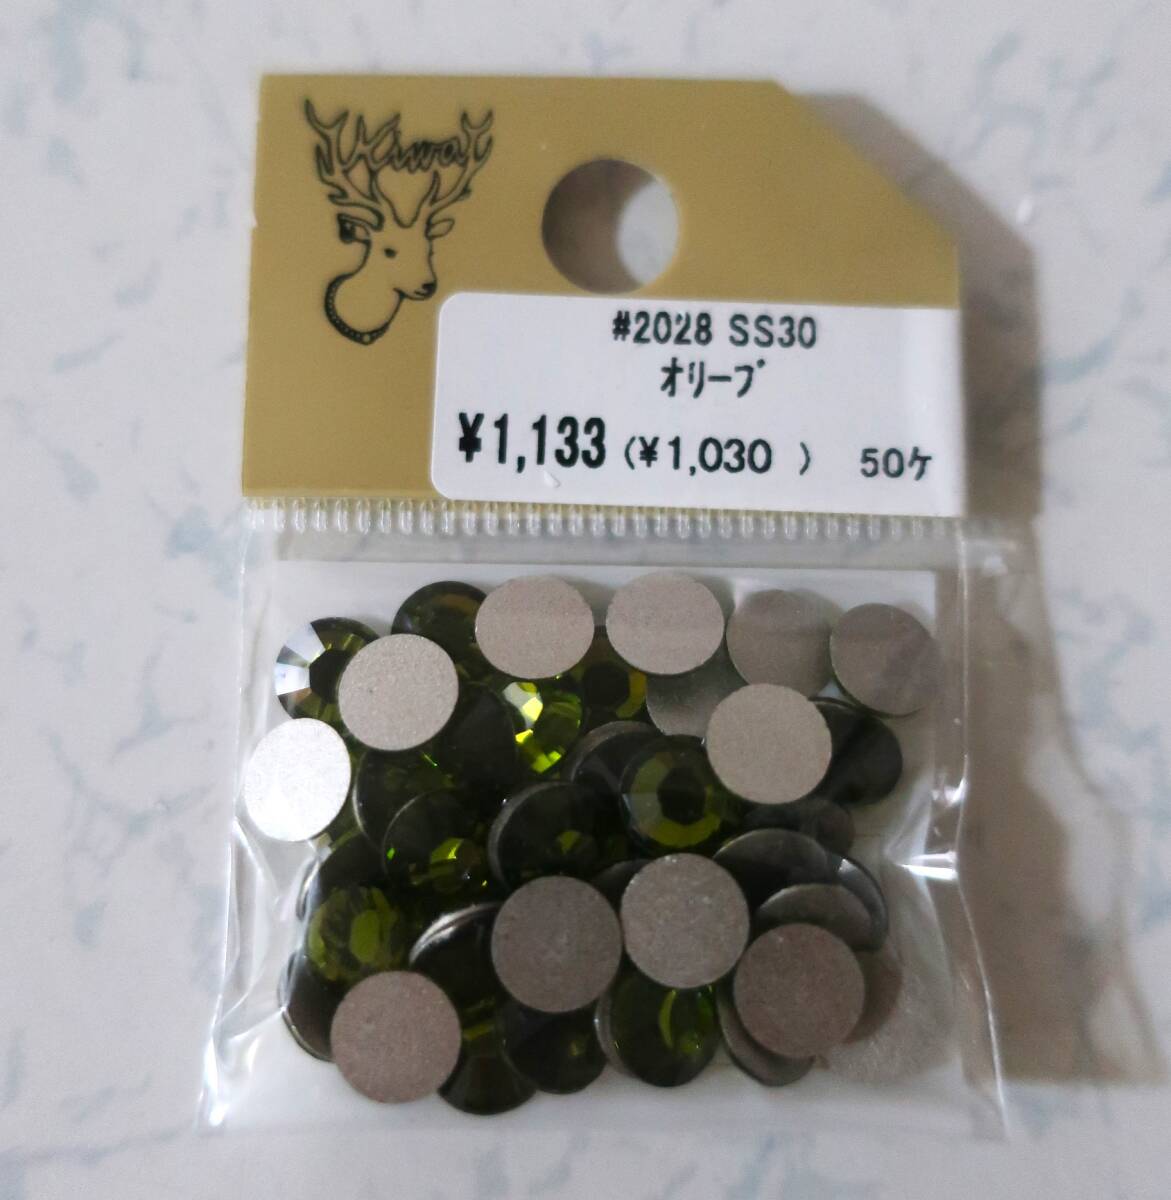 Kiwa
#2028 SS30
ｵﾘｰﾌﾞ
¥1,133 (¥1,030 ) 50ケ